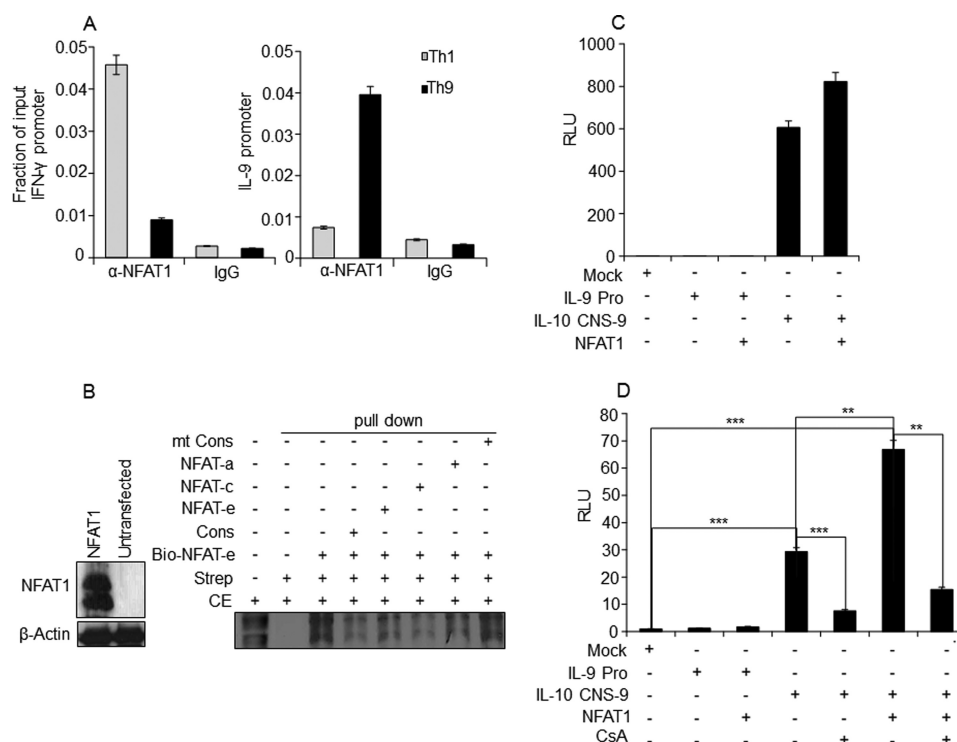 A
Fraction of input
IFN-γ promoter
0.05
0.04
0.03
0.02
0.01
0
α-NFAT1 IgG
IL-9 promoter
0.05
0.04
0.03
0.02
0.01
0
α-NFAT1 IgG
Th1
Th9
C
RLU
1000
800
600
400
200
0
Mock + - - - -
IL-9 Pro - + + - -
IL-10 CNS-9 - - - + +
NFAT1 - - + - +
B
NFAT1
Untransfected
NFAT1
β-Actin
pull down
mt Cons - - - - - - - +
NFAT-a - - - - - - + -
NFAT-c - - - - - + - -
NFAT-e - - - - + - - -
Cons - - - + - - - -
Bio-NFAT-e - - + + + + + +
Strep - + + + + + + +
CE + + + + + + + +
D
RLU
80
70
60
50
40
30
20
10
0
***
**
**
***
***
Mock + - - - - - -
IL-9 Pro - + + - - - -
IL-10 CNS-9 - - - + + + +
NFAT1 - - + - - + +
CsA - - - - + - +